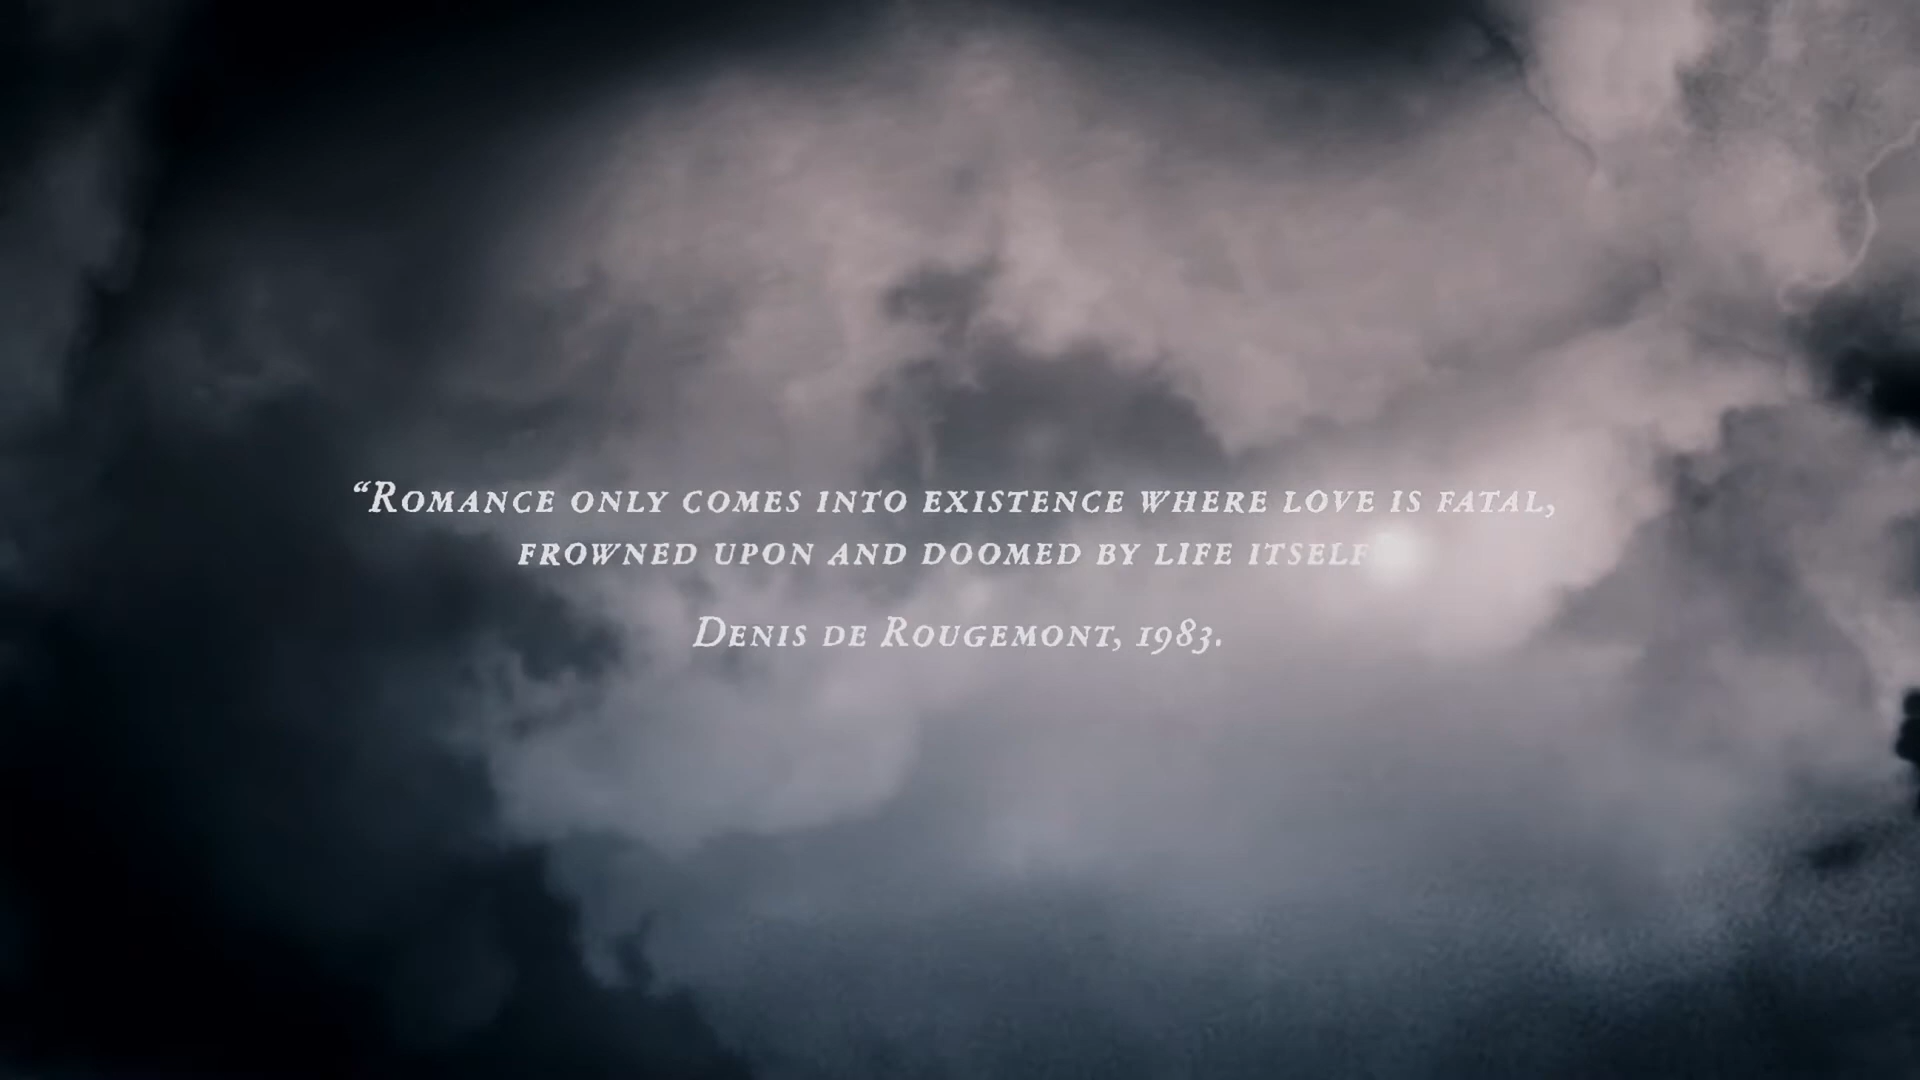 “Romance only comes into existence where love is fatal,
frowned upon and doomed by life itself
Denis de Rougemont, 1983.